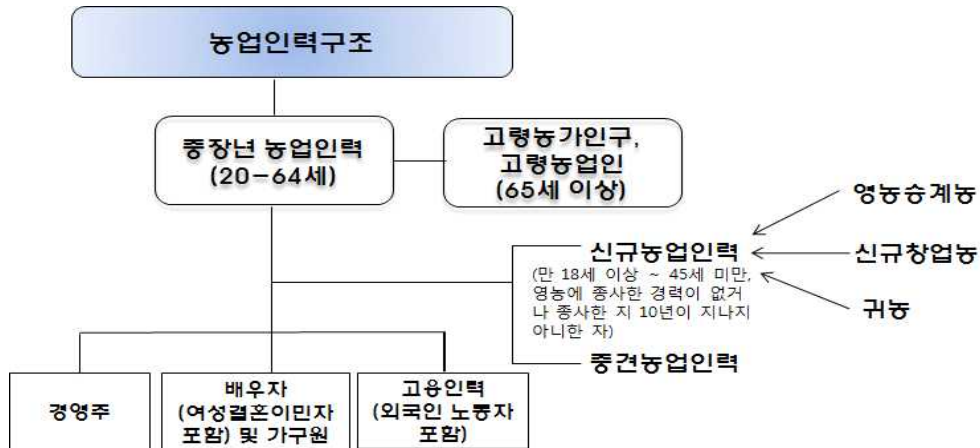 농업인력구조
중장년 농업인력
(20-64세)
고령농가인구,
고령농업인
(65세 이상)
영농승계농
신규농업인력
신규창업농
(만 18세 이상 ~ 45세 미만,
영농에 종사한 경력이 없거
나 종사한 지 10년이 지나지
아니한 자)
귀농
중견농업인력
경영주
배우자
(여성결혼이민자
포함) 및 가구원
고용인력
(외국인 노동자
포함)